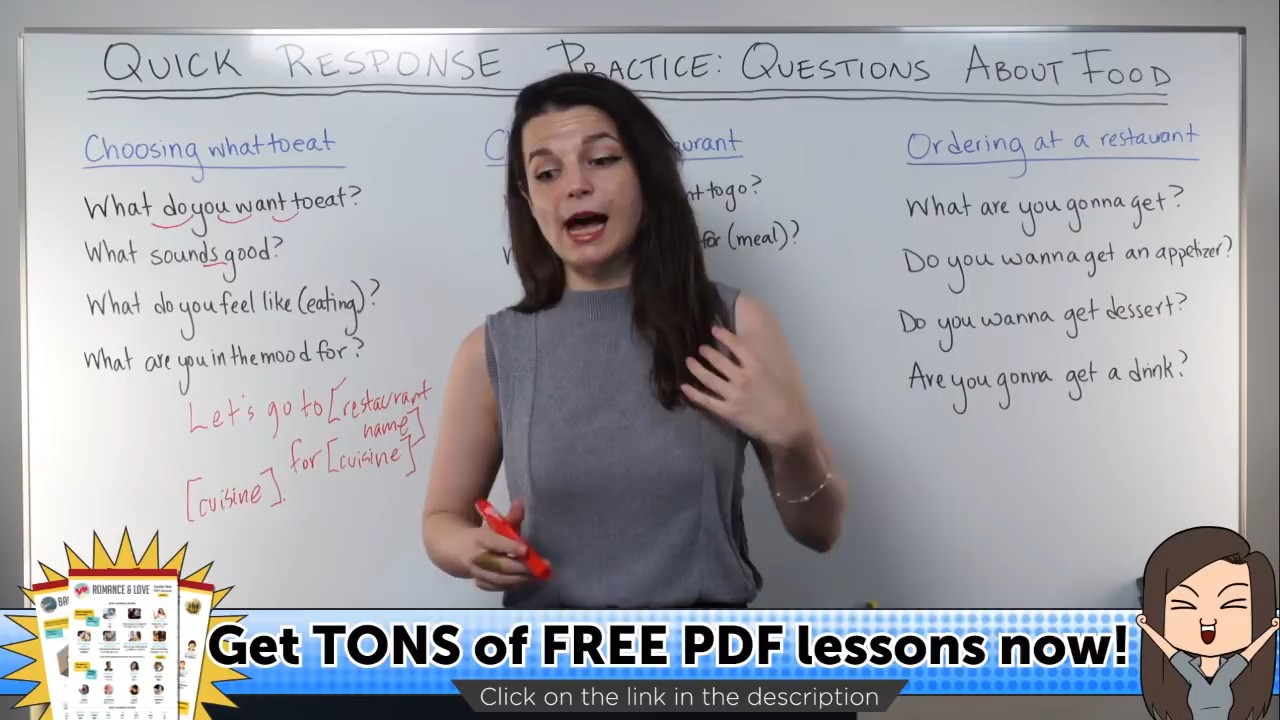 QUICK RESPONSE PRACTICE: QUESTIONS ABOUT FOOD
Choosing what to eat
What do you want to eat?
What sounds good?
What do you feel like (eating)?
What are you in the mood for?
Let's go to [restaurant
name]
for [cuisine]
[cuisine].
to go?
for (meal)?
Ordering at a restaurant
What are you gonna get?
Do you wanna get an appetizer?
Do you wanna get dessert?
Are you gonna get a drink?
ROMANCE & LOVE
Get TONS of FREE PDF lessons now!
Click on the link in the description